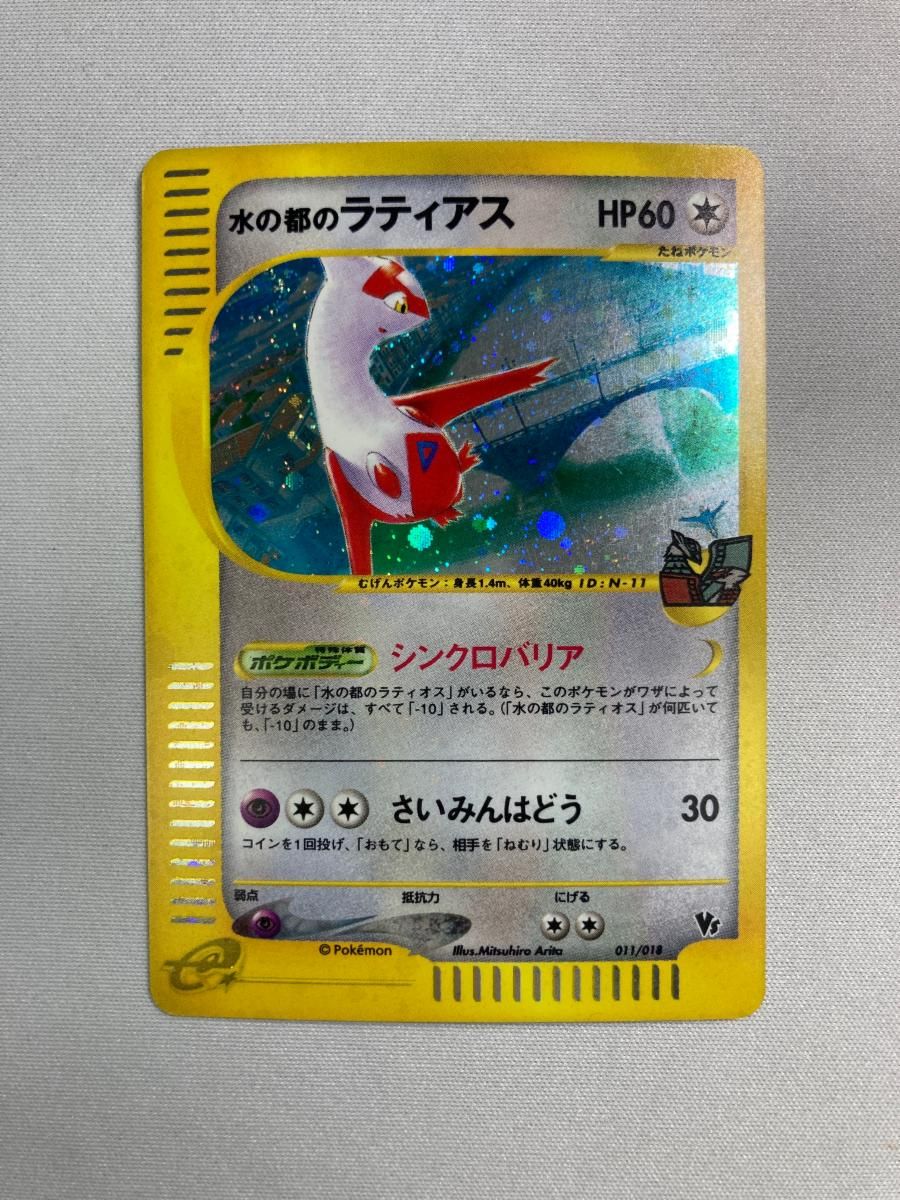 水の都のラティアス HP60
たねポケモン
むげんポケモン：身長1.4m、体重40kg ID:N-11
特殊体質
ポケボディー シンクロバリア
自分の場に「水の都のラティオス」がいるなら、このポケモンがワザによって
受けるダメージは、すべて「-10」される。（「水の都のラティオス」が何匹いて
も、「-10」のまま。）
さいみんはどう 30
コインを1回投げ、「おもて」なら、相手を「ねむり」状態にする。
弱点 抵抗力 にげる
Vs
© Pokémon Illus.Mitsuhiro Arita 011/018
e